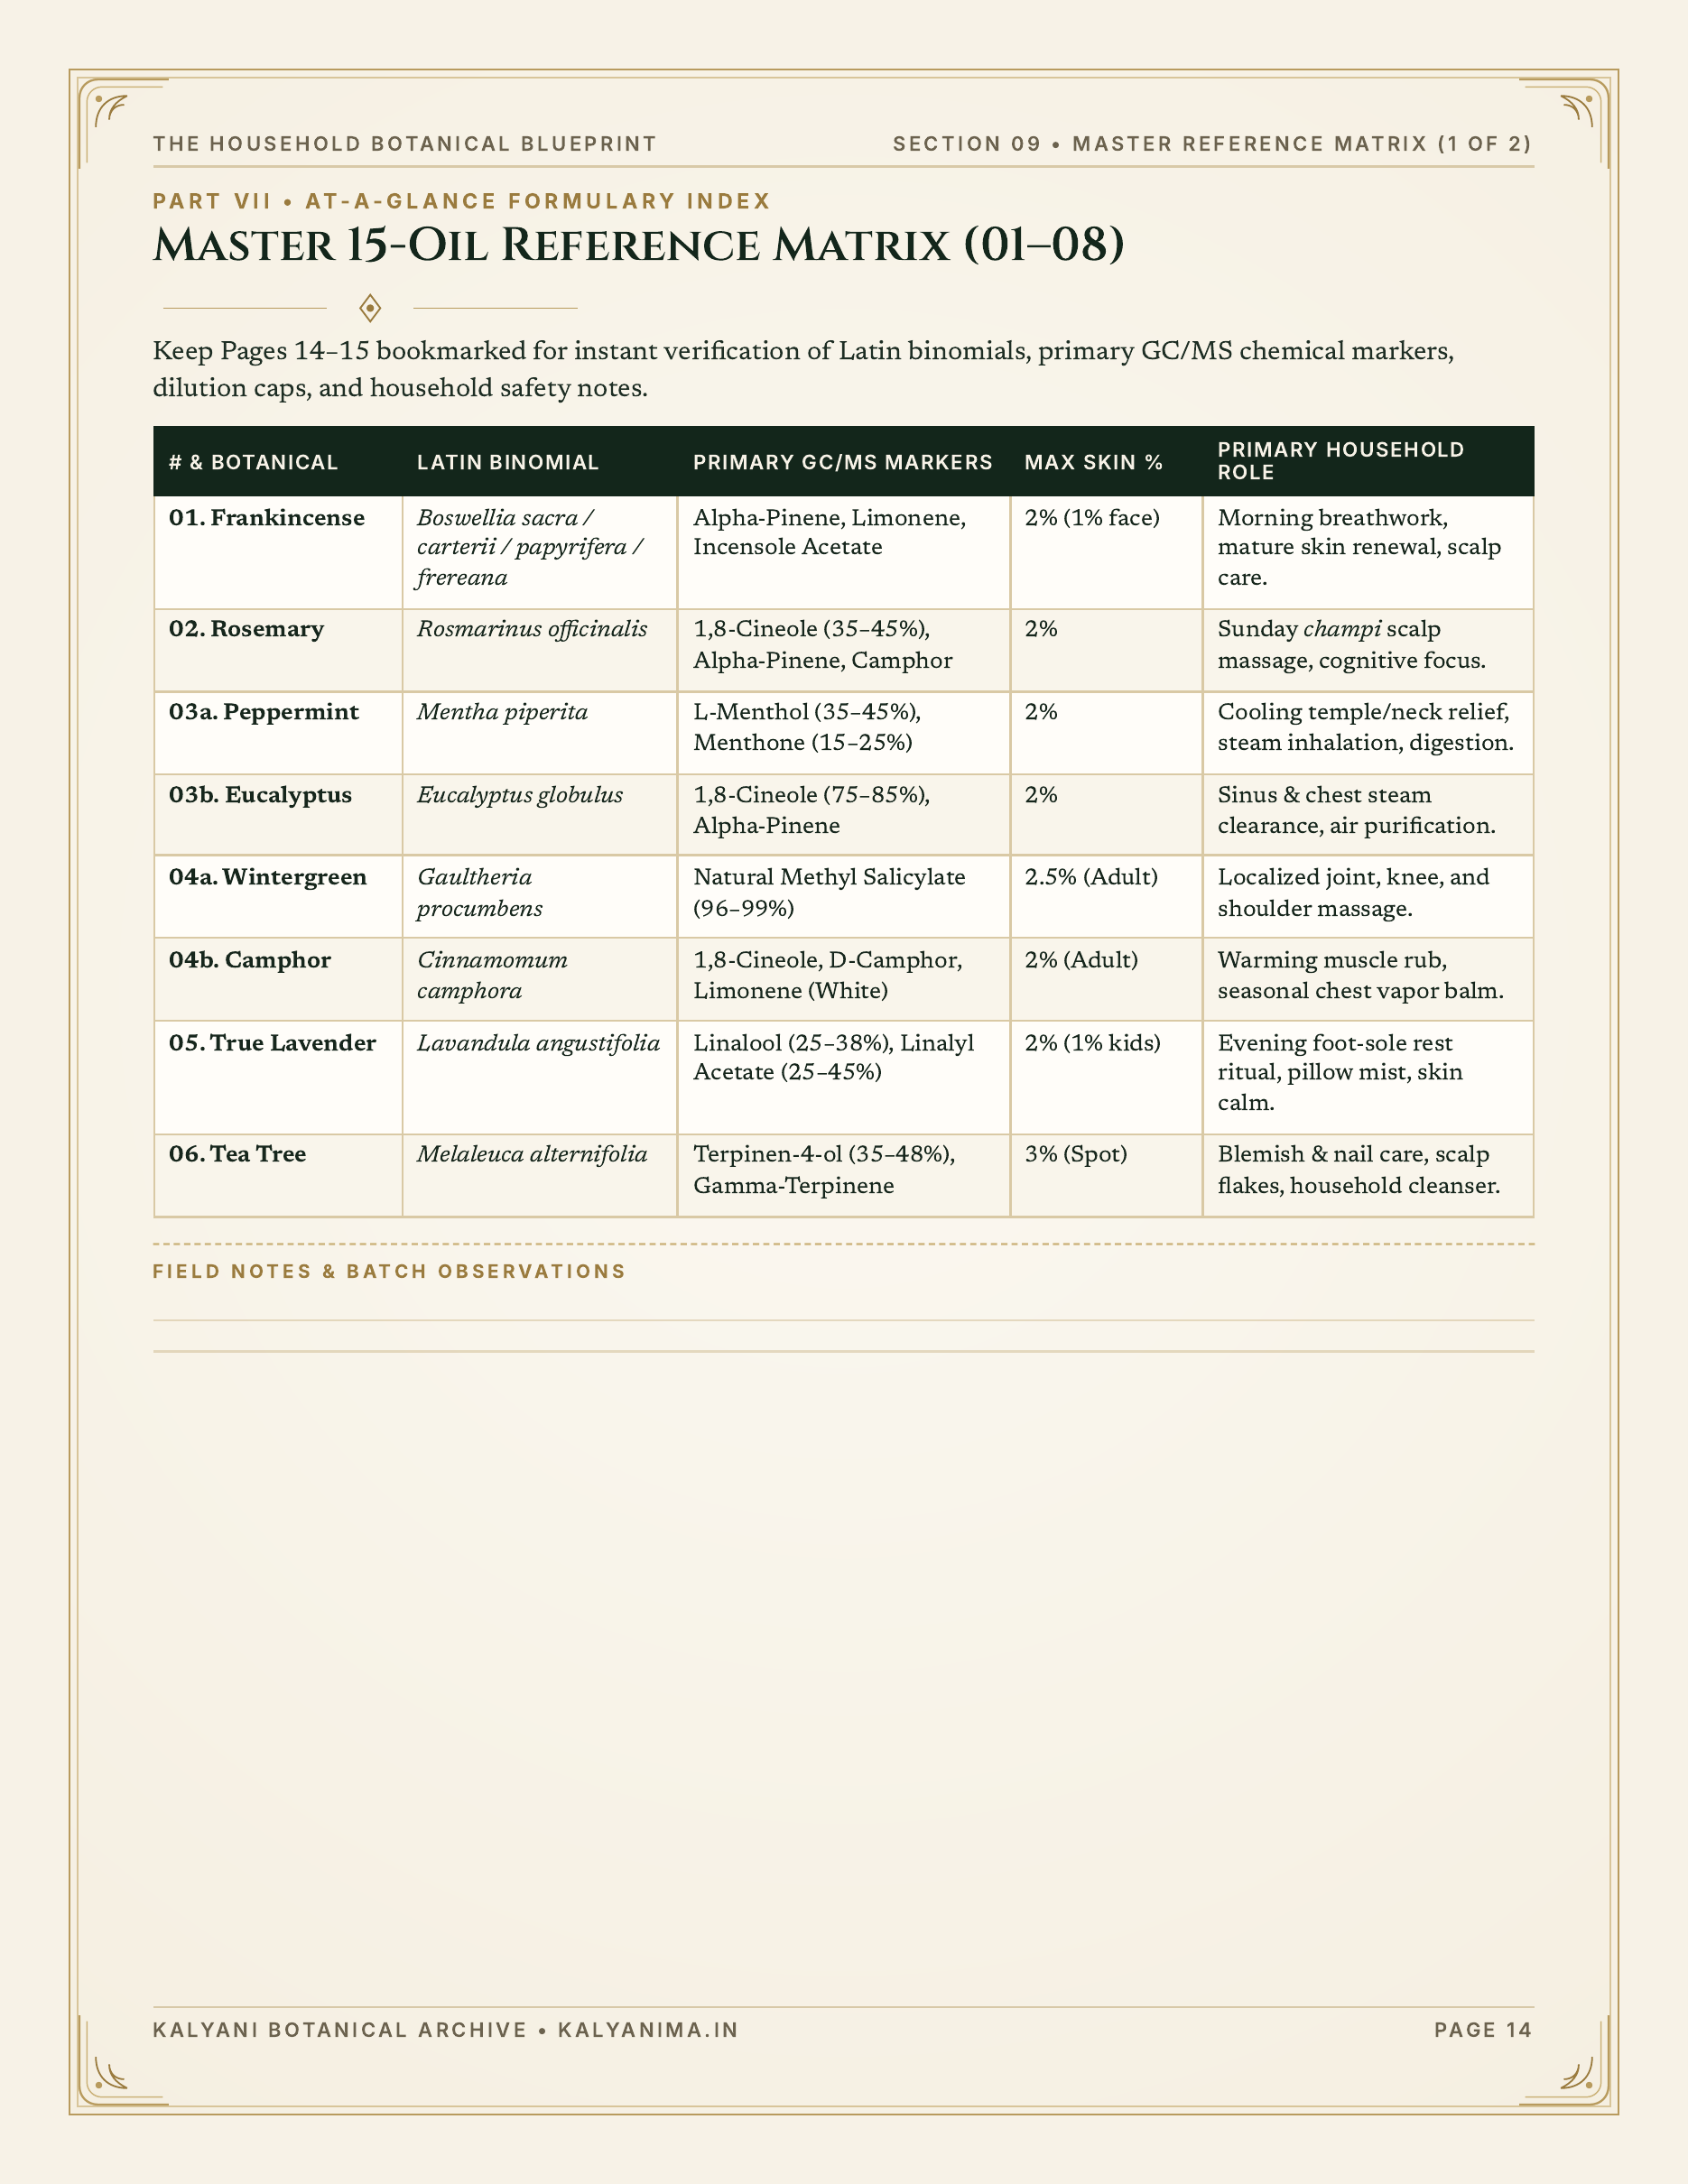 THE HOUSEHOLD BOTANICAL BLUEPRINT
SECTION 09 • MASTER REFERENCE MATRIX (1 OF 2)
PART VII • AT-A-GLANCE FORMULARY INDEX
MASTER 15-OIL REFERENCE MATRIX (01–08)
Keep Pages 14–15 bookmarked for instant verification of Latin binomials, primary GC/MS chemical markers,
dilution caps, and household safety notes.
# & BOTANICAL
LATIN BINOMIAL
PRIMARY GC/MS MARKERS
MAX SKIN %
PRIMARY HOUSEHOLD
ROLE
01. Frankincense
Boswellia sacra /
carterii / papyrifera /
frereana
Alpha-Pinene, Limonene,
Incensole Acetate
2% (1% face)
Morning breathwork,
mature skin renewal, scalp
care.
02. Rosemary
Rosmarinus officinalis
1,8-Cineole (35–45%),
Alpha-Pinene, Camphor
2%
Sunday champi scalp
massage, cognitive focus.
03a. Peppermint
Mentha piperita
L-Menthol (35–45%),
Menthone (15–25%)
2%
Cooling temple/neck relief,
steam inhalation, digestion.
03b. Eucalyptus
Eucalyptus globulus
1,8-Cineole (75–85%),
Alpha-Pinene
2%
Sinus & chest steam
clearance, air purification.
04a. Wintergreen
Gaultheria
procumbens
Natural Methyl Salicylate
(96–99%)
2.5% (Adult)
Localized joint, knee, and
shoulder massage.
04b. Camphor
Cinnamomum
camphora
1,8-Cineole, D-Camphor,
Limonene (White)
2% (Adult)
Warming muscle rub,
seasonal chest vapor balm.
05. True Lavender
Lavandula angustifolia
Linalool (25–38%), Linalyl
Acetate (25–45%)
2% (1% kids)
Evening foot-sole rest
ritual, pillow mist, skin
calm.
06. Tea Tree
Melaleuca alternifolia
Terpinen-4-ol (35–48%),
Gamma-Terpinene
3% (Spot)
Blemish & nail care, scalp
flakes, household cleanser.
FIELD NOTES & BATCH OBSERVATIONS
KALYANI BOTANICAL ARCHIVE • KALYANIMA.IN
PAGE 14